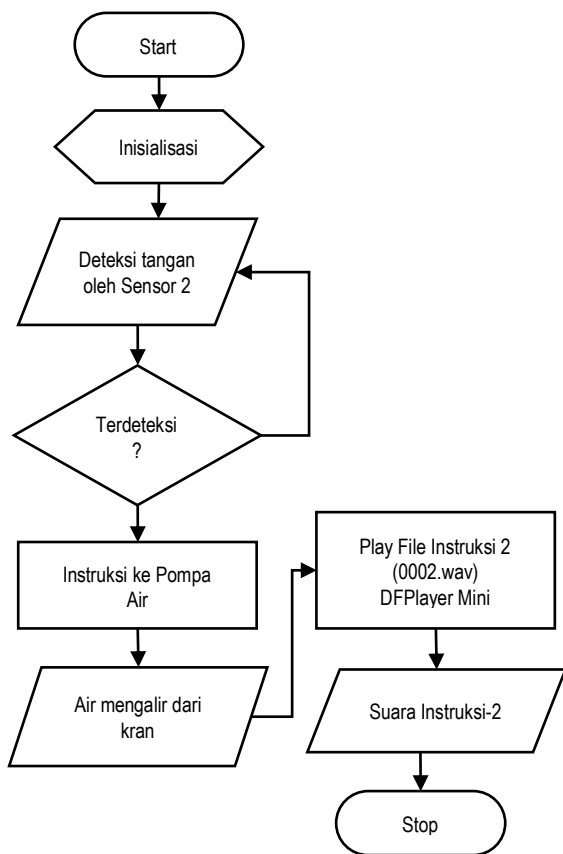 Start
Inisialisasi
Deteksi tangan
oleh Sensor 2
Terdeteksi
?
Instruksi ke Pompa
Air
Air mengalir dari
kran
Play File Instruksi 2
(0002.wav)
DFPlayer Mini
Suara Instruksi-2
Stop